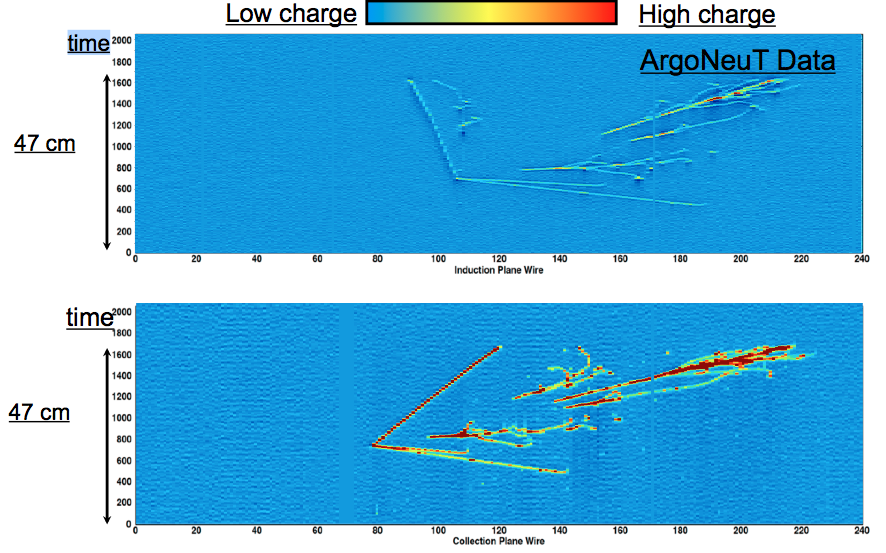 Low charge High charge
time
ArgoNeuT Data
47 cm
2000
1800
1600
1400
1200
1000
800
600
400
200
0
0 20 40 60 80 100 120 140 160 180 200 220 240
Induction Plane Wire
time
47 cm
2000
1800
1600
1400
1200
1000
800
600
400
200
0
0 20 40 60 80 100 120 140 160 180 200 220 240
Collection Plane Wire